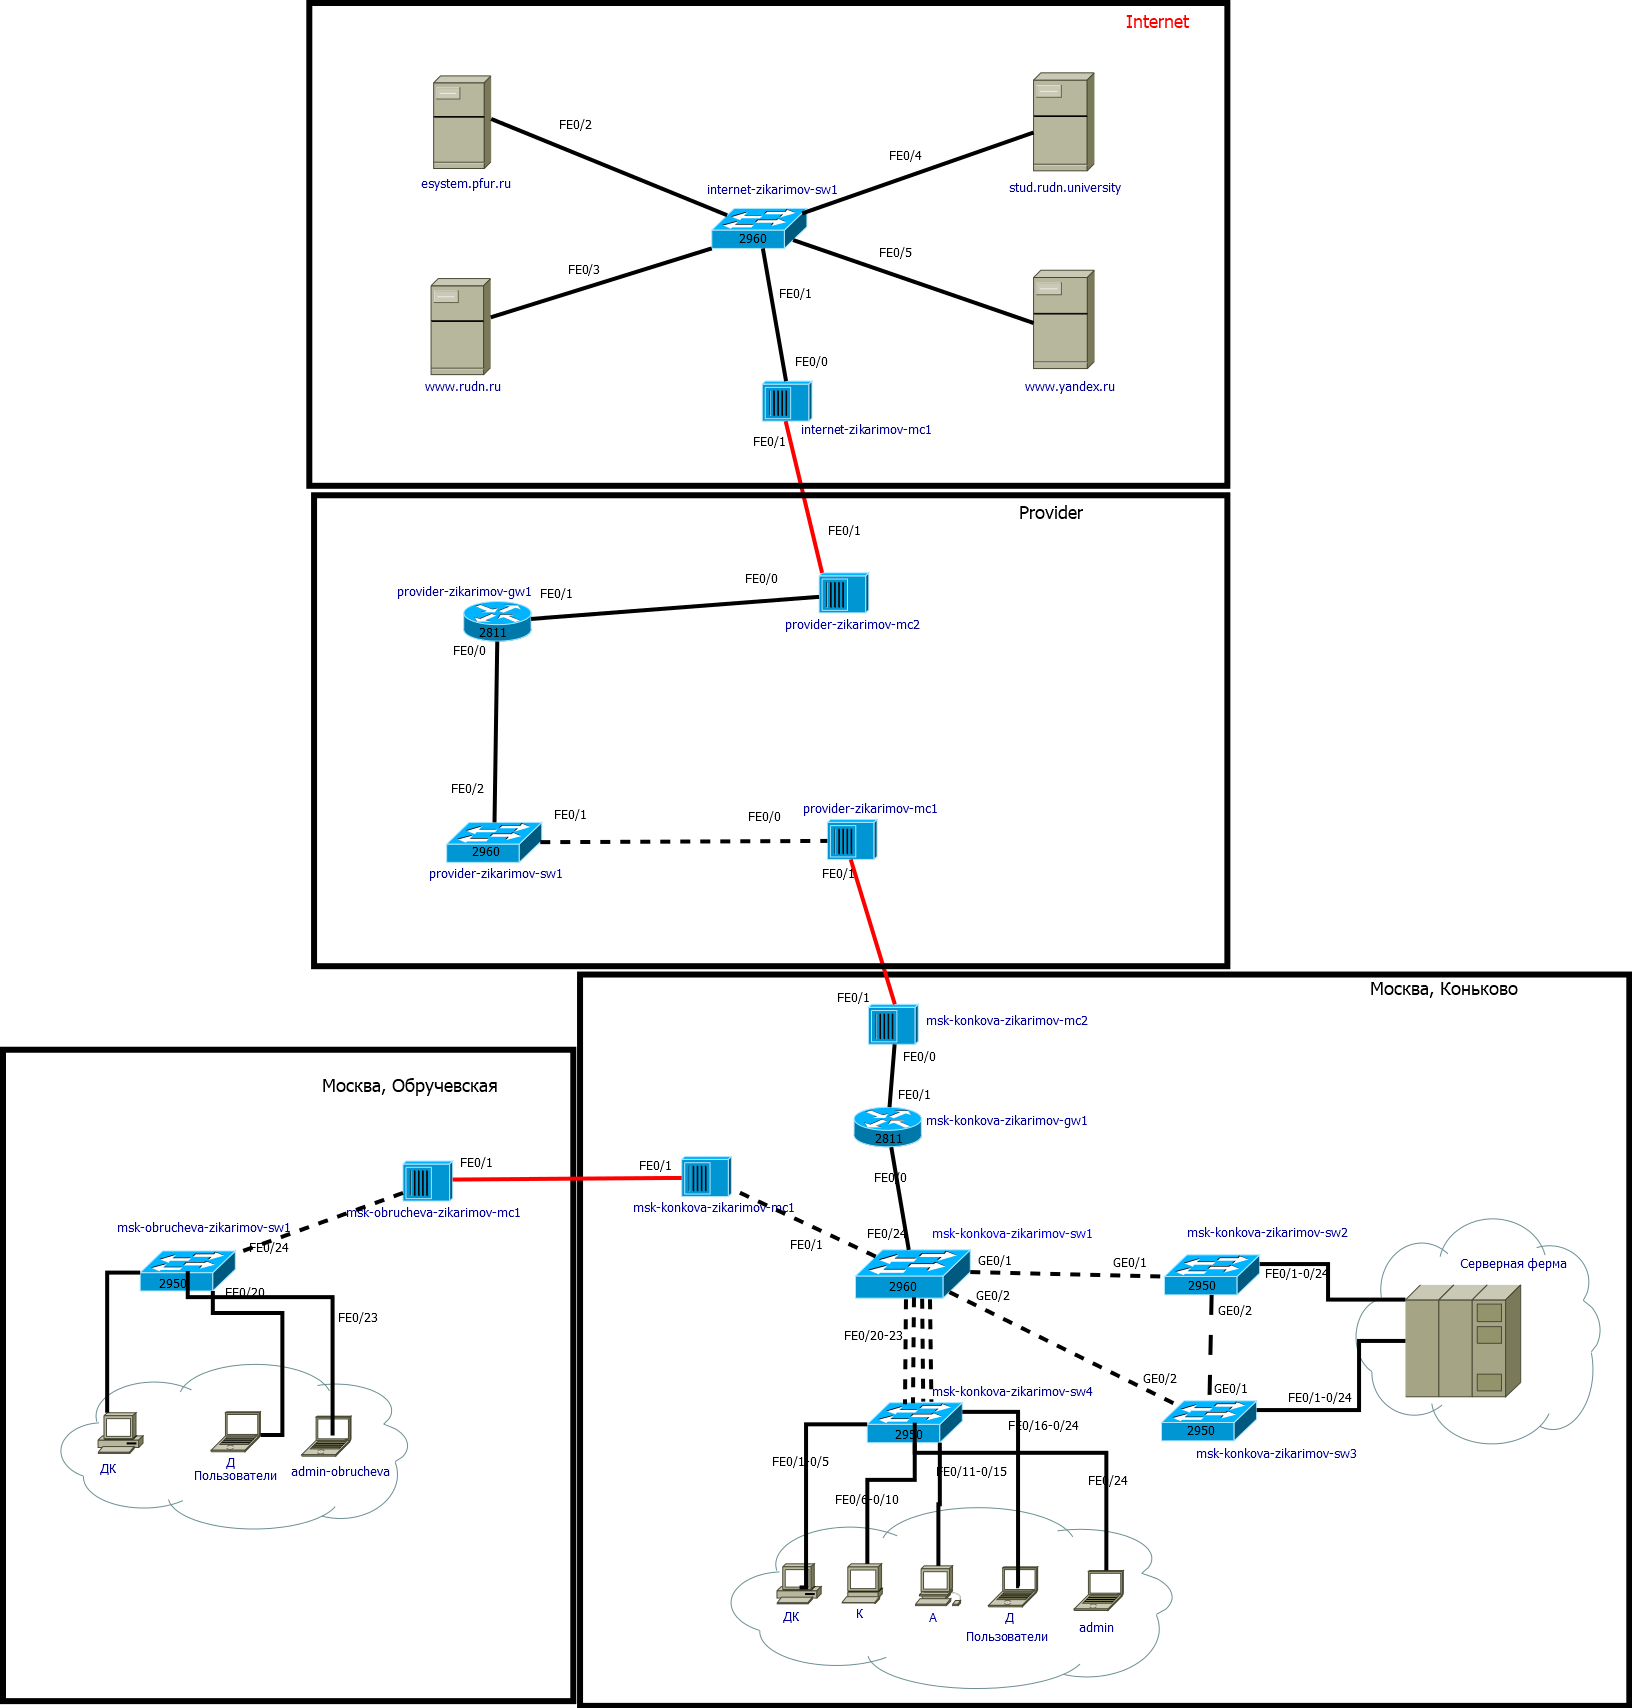 Internet
FE0/2
FE0/4
esystem.pfur.ru
internet-zikarimov-sw1
stud.rudn.university
2960
FE0/3
FE0/5
FE0/1
FE0/0
www.rudn.ru
www.yandex.ru
internet-zikarimov-mc1
FE0/1
Provider
FE0/1
provider-zikarimov-gw1
FE0/1
FE0/0
2811
provider-zikarimov-mc2
FE0/0
FE0/2
FE0/1
FE0/0
provider-zikarimov-mc1
2960
provider-zikarimov-sw1
FE0/1
Москва, Коньково
FE0/1
msk-konkova-zikarimov-mc2
FE0/0
FE0/1
msk-konkova-zikarimov-gw1
2811
FE0/0
Москва, Обручевская
FE0/1
FE0/1
msk-obrucheva-zikarimov-mc1
msk-konkova-zikarimov-mc1
msk-obrucheva-zikarimov-sw1
FE0/24
2950
FE0/20
FE0/23
ДК
Д
Пользователи
admin-obrucheva
FE0/1
FE0/24
msk-konkova-zikarimov-sw1
2960
GE0/1
GE0/1
msk-konkova-zikarimov-sw2
2950
FE0/1-0/24
Серверная ферма
GE0/2
GE0/2
FE0/20-23
GE0/2
GE0/1
FE0/1-0/24
msk-konkova-zikarimov-sw4
2950
2950
msk-konkova-zikarimov-sw3
FE0/16-0/24
FE0/1-0/5
FE0/11-0/15
FE0/24
FE0/6-0/10
ДК
К
А
Д
Пользователи
admin